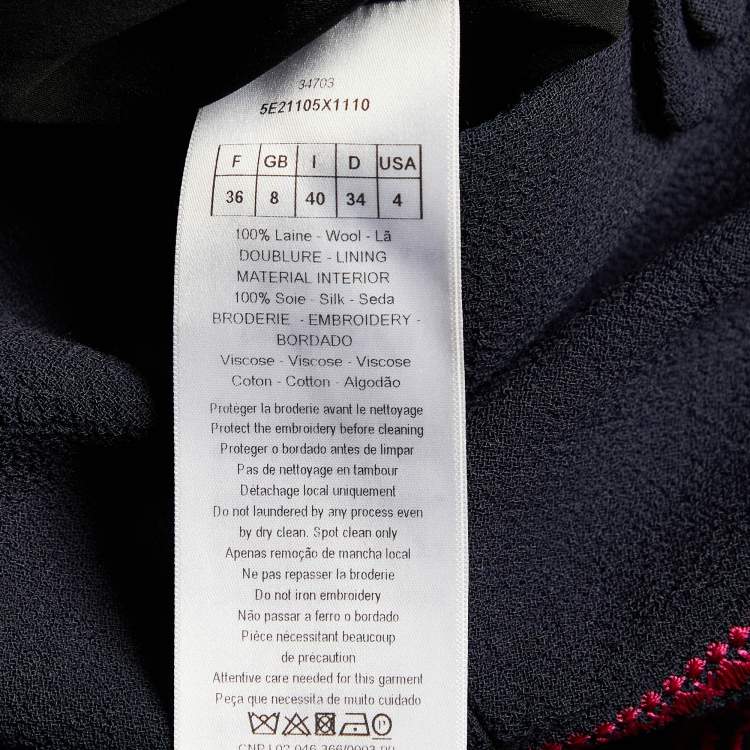 34703
5E21105X1110
F GB I D USA
36 8 40 34 4
100% Laine - Wool - Lã
DOUBLURE - LINING
MATERIAL INTERIOR
100% Soie - Silk - Seda
BRODERIE - EMBROIDERY -
BORDADO
Viscose - Viscose - Viscose
Coton - Cotton - Algodão
Protéger la broderie avant le nettoyage
Protect the embroidery before cleaning
Proteger o bordado antes de limpar
Pas de nettoyage en tambour
Détachage local uniquement
Do not laundered by any process even
by dry clean. Spot clean only
Apenas remoção de mancha local
Ne pas repasser la broderie
Do not iron embroidery
Não passar a ferro o bordado
Pièce nécessitant beaucoup
de précaution
Attentive care needed for this garment
Peça que necessita de muito cuidado
P